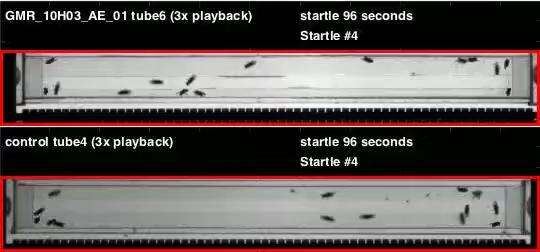 GMR_10H03_AE_01 tube6 (3x playback) startle 96 seconds
Startle #4
control tube4 (3x playback) startle 96 seconds
Startle #4